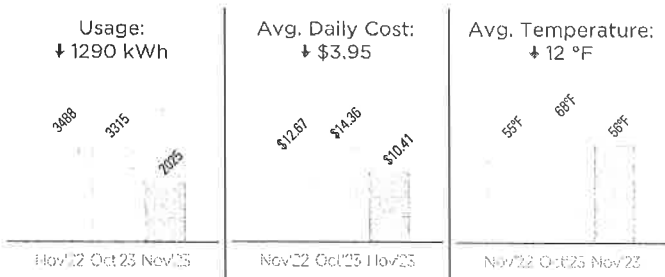 Usage:
↓ 1290 kWh
3488
3315
2025
Nov'22 Oct'23 Nov'23
Avg. Daily Cost:
↓ $3.95
$12.67
$14.36
$10.41
Nov'22 Oct'23 Nov'23
Avg. Temperature:
↓ 12 °F
55°F
68°F
56°F
Nov'22 Oct'23 Nov'23